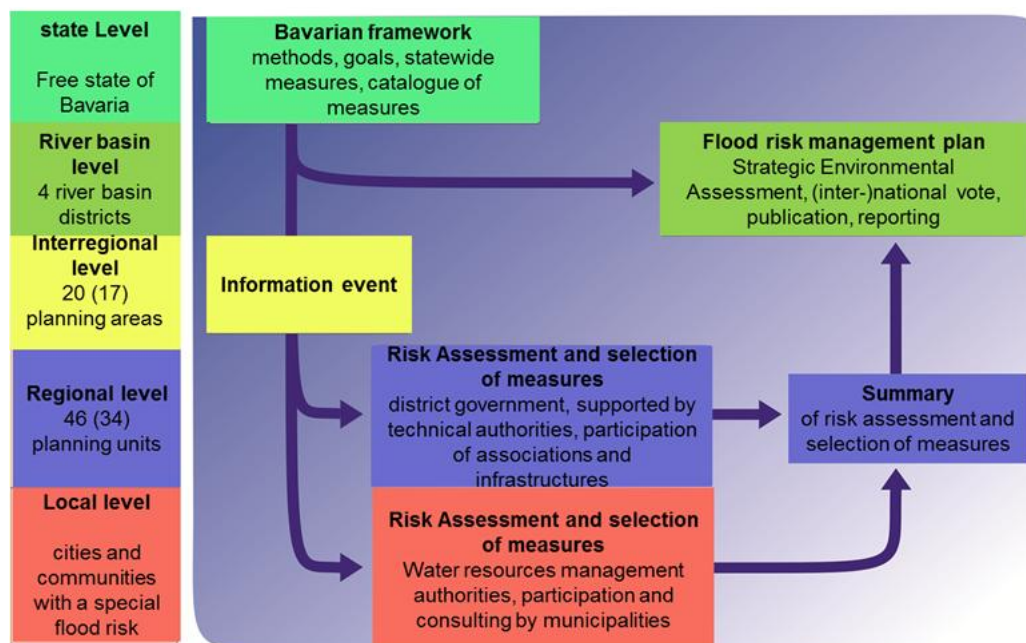 state Level
Free state of
Bavaria
River basin
level
4 river basin
districts
Interregional
level
20 (17)
planning areas
Regional level
46 (34)
planning units
Local level
cities and
communities
with a special
flood risk
Bavarian framework
methods, goals, statewide
measures, catalogue of
measures
Flood risk management plan
Strategic Environmental
Assessment, (inter-)national vote,
publication, reporting
Information event
Risk Assessment and selection
of measures
district government, supported by
technical authorities, participation
of associations and
infrastructures
Summary
of risk assessment and
selection of measures
Risk Assessment and selection
of measures
Water resources management
authorities, participation and
consulting by municipalities